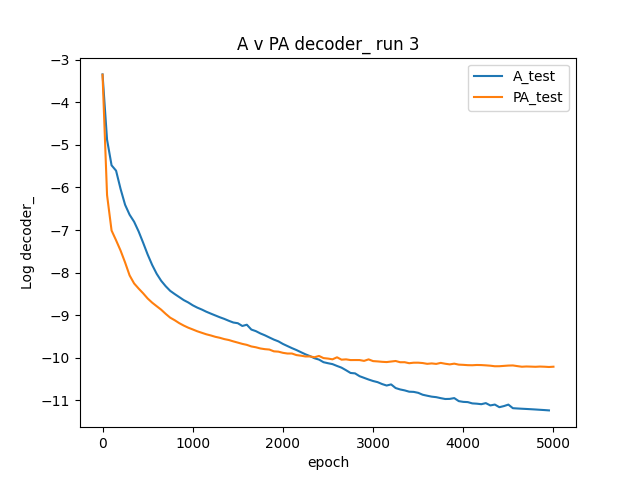 A v PA decoder_ run 3
A_test
PA_test
Log decoder_
−3
−4
−5
−6
−7
−8
−9
−10
−11
0 1000 2000 3000 4000 5000
epoch